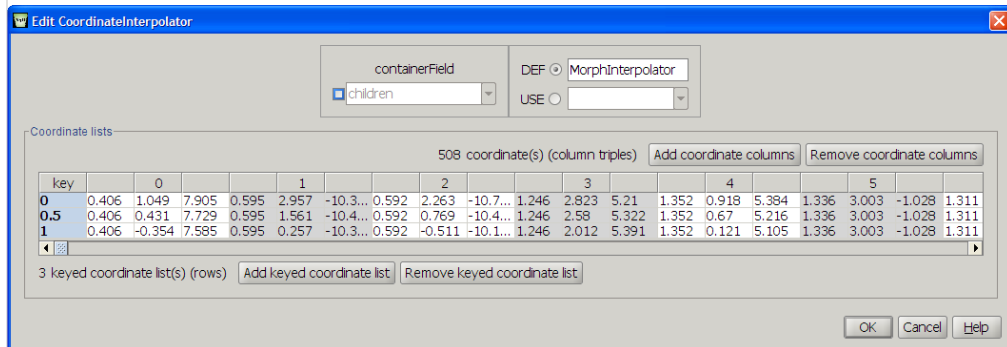 Edit CoordinateInterpolator
containerField
children
DEF MorphInterpolator
USE
Coordinate lists
508 coordinate(s) (column triples) Add coordinate columns Remove coordinate columns
key 0 1 2 3 4 5
0 0.406 1.049 7.905 0.595 2.957 -10.3... 0.592 2.263 -10.7... 1.246 2.823 5.21 1.352 0.918 5.384 1.336 3.003 -1.028 1.311
0.5 0.406 0.431 7.729 0.595 1.561 -10.4... 0.592 0.769 -10.4... 1.246 2.58 5.322 1.352 0.67 5.216 1.336 3.003 -1.028 1.311
1 0.406 -0.354 7.585 0.595 0.257 -10.3... 0.592 -0.511 -10.1... 1.246 2.012 5.391 1.352 0.121 5.105 1.336 3.003 -1.028 1.311
3 keyed coordinate list(s) (rows) Add keyed coordinate list Remove keyed coordinate list
OK Cancel Help